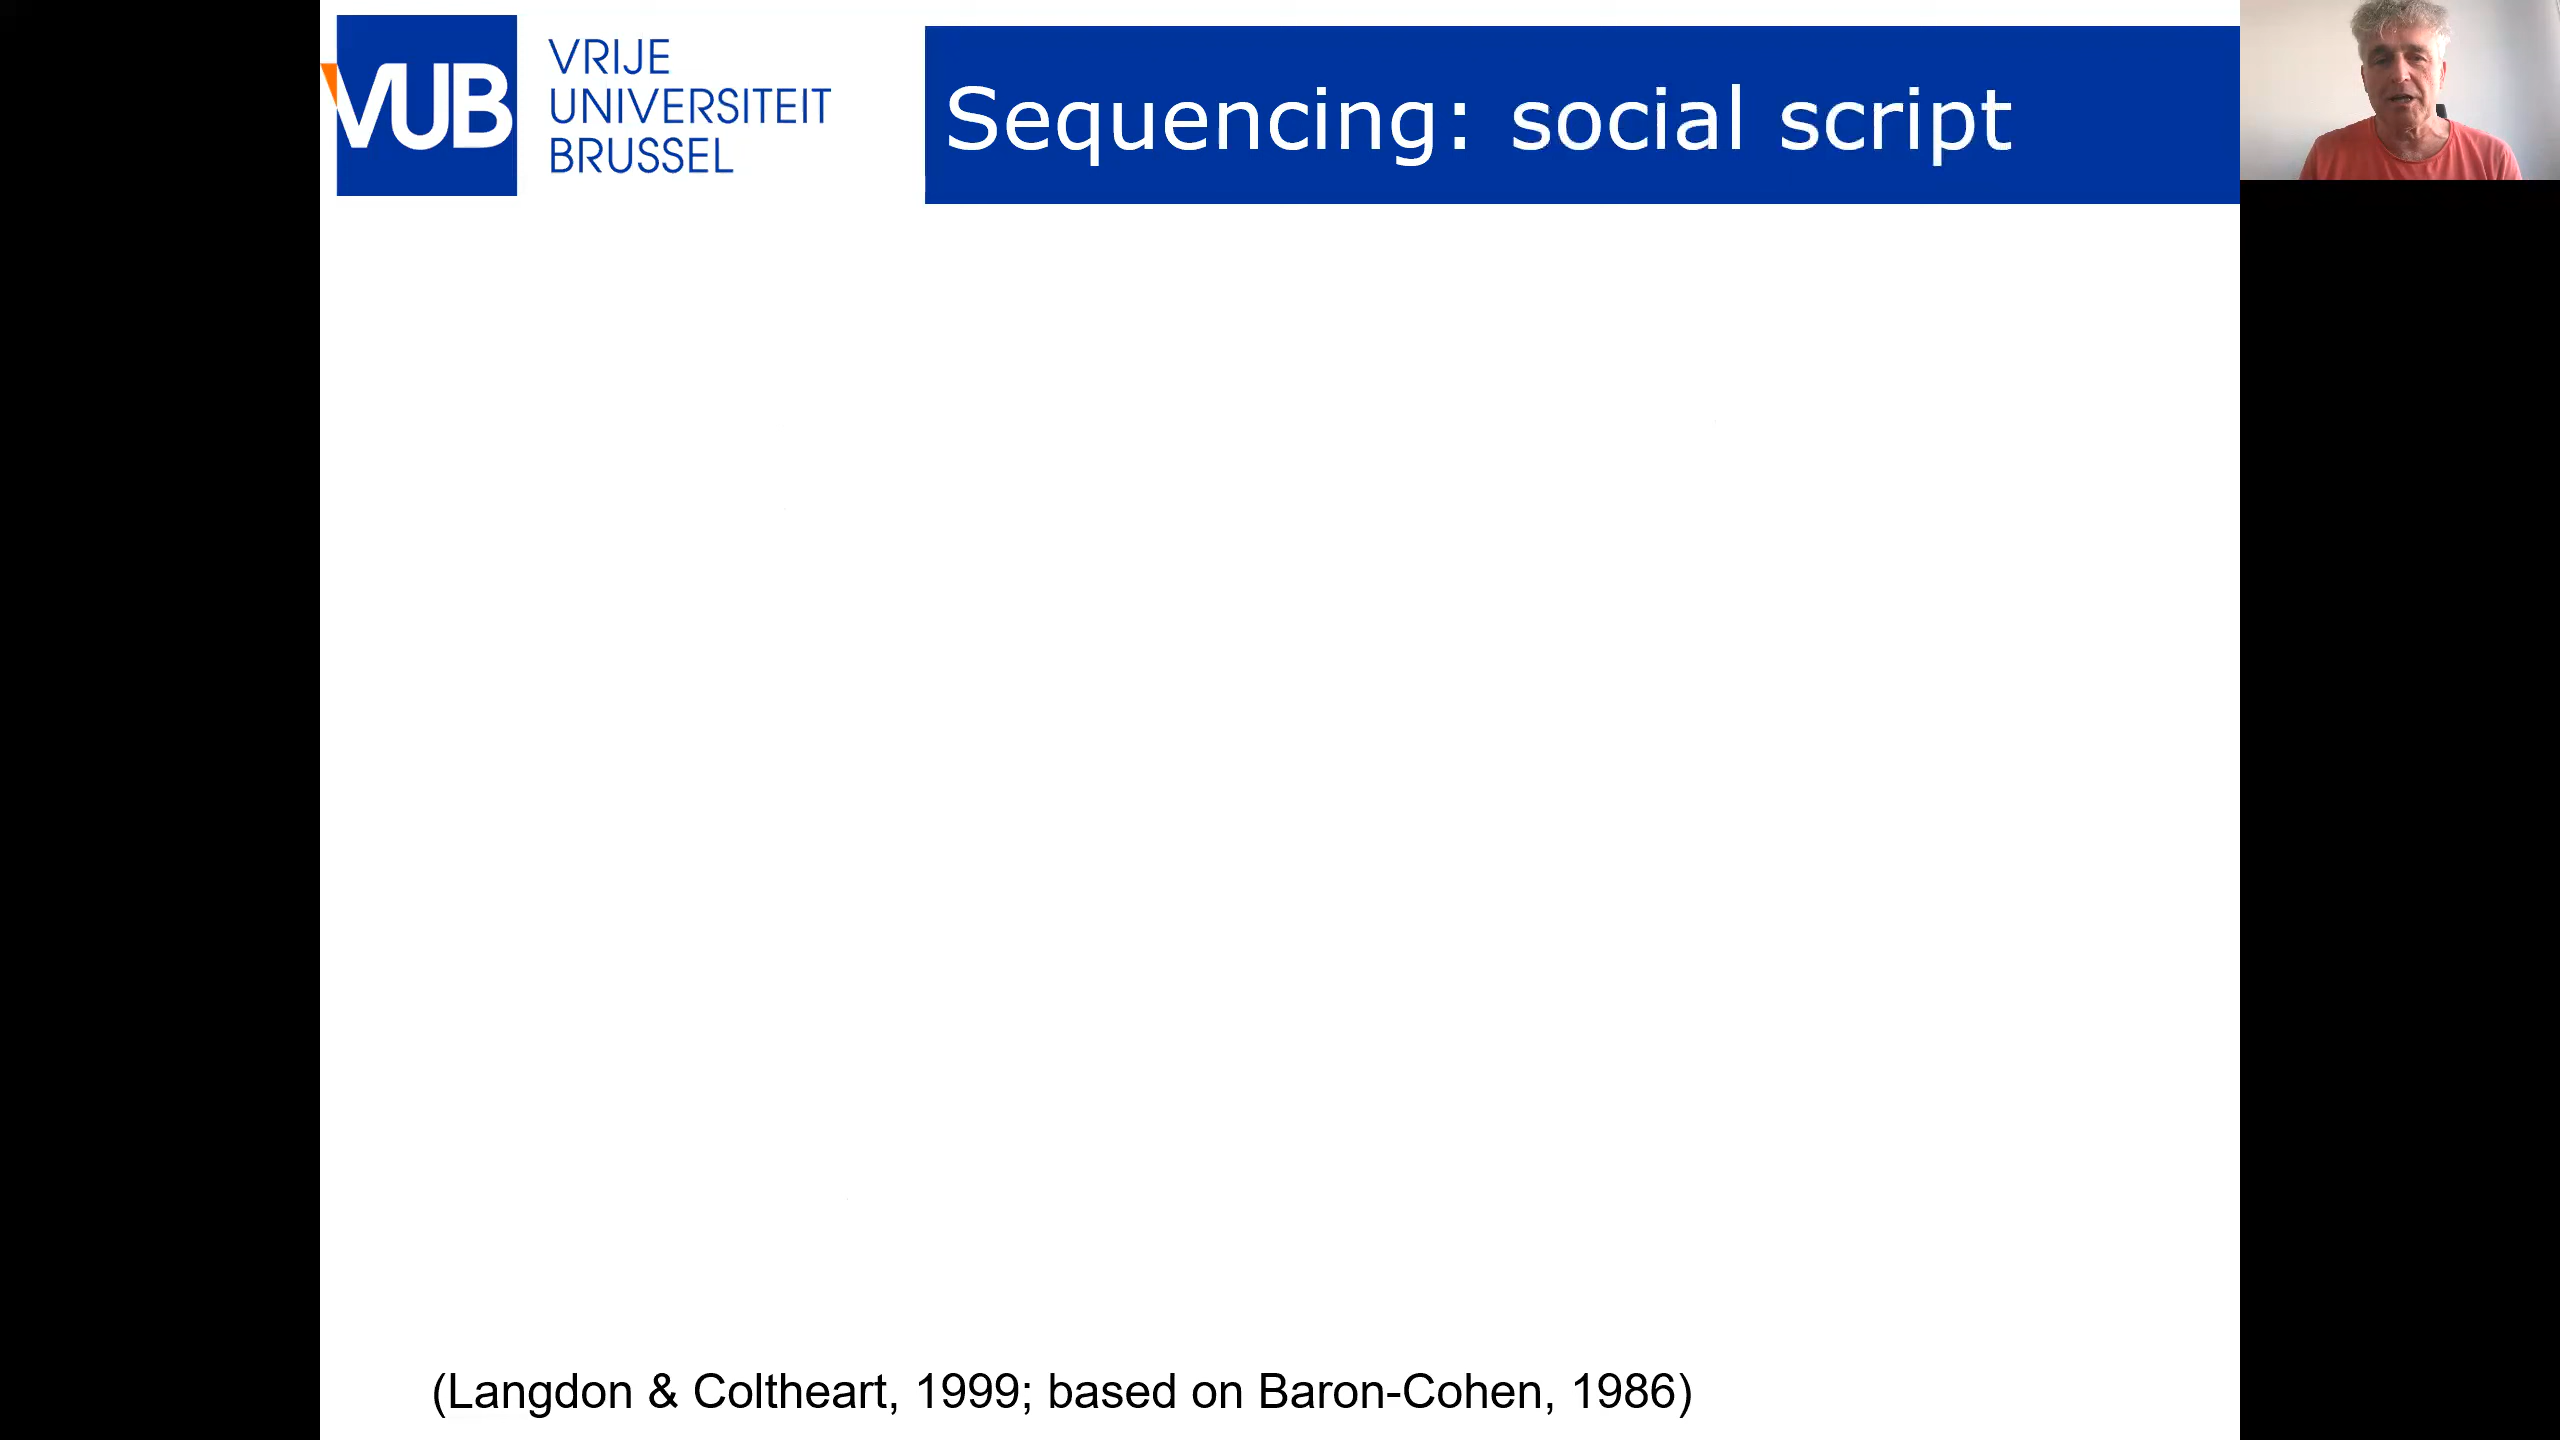 VUB
VRIJE
UNIVERSITEIT
BRUSSEL
Sequencing: social script
(Langdon & Coltheart, 1999; based on Baron-Cohen, 1986)